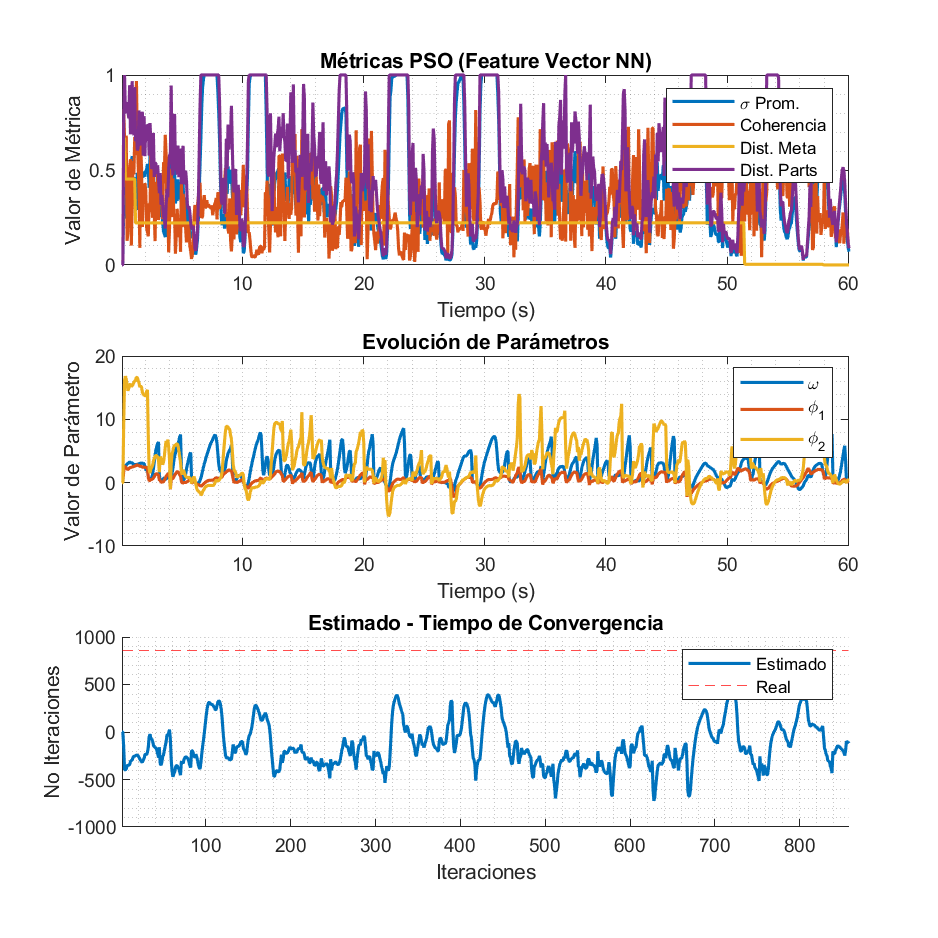 Métricas PSO (Feature Vector NN)
Valor de Métrica
1
0.5
0
σ Prom.
Coherencia
Dist. Meta
Dist. Parts
10 20 30 40 50 60
Tiempo (s)
Evolución de Parámetros
Valor de Parámetro
20
10
0
-10
ω
ϕ1
ϕ2
10 20 30 40 50 60
Tiempo (s)
Estimado - Tiempo de Convergencia
No Iteraciones
1000
500
0
-500
-1000
Estimado
Real
100 200 300 400 500 600 700 800
Iteraciones